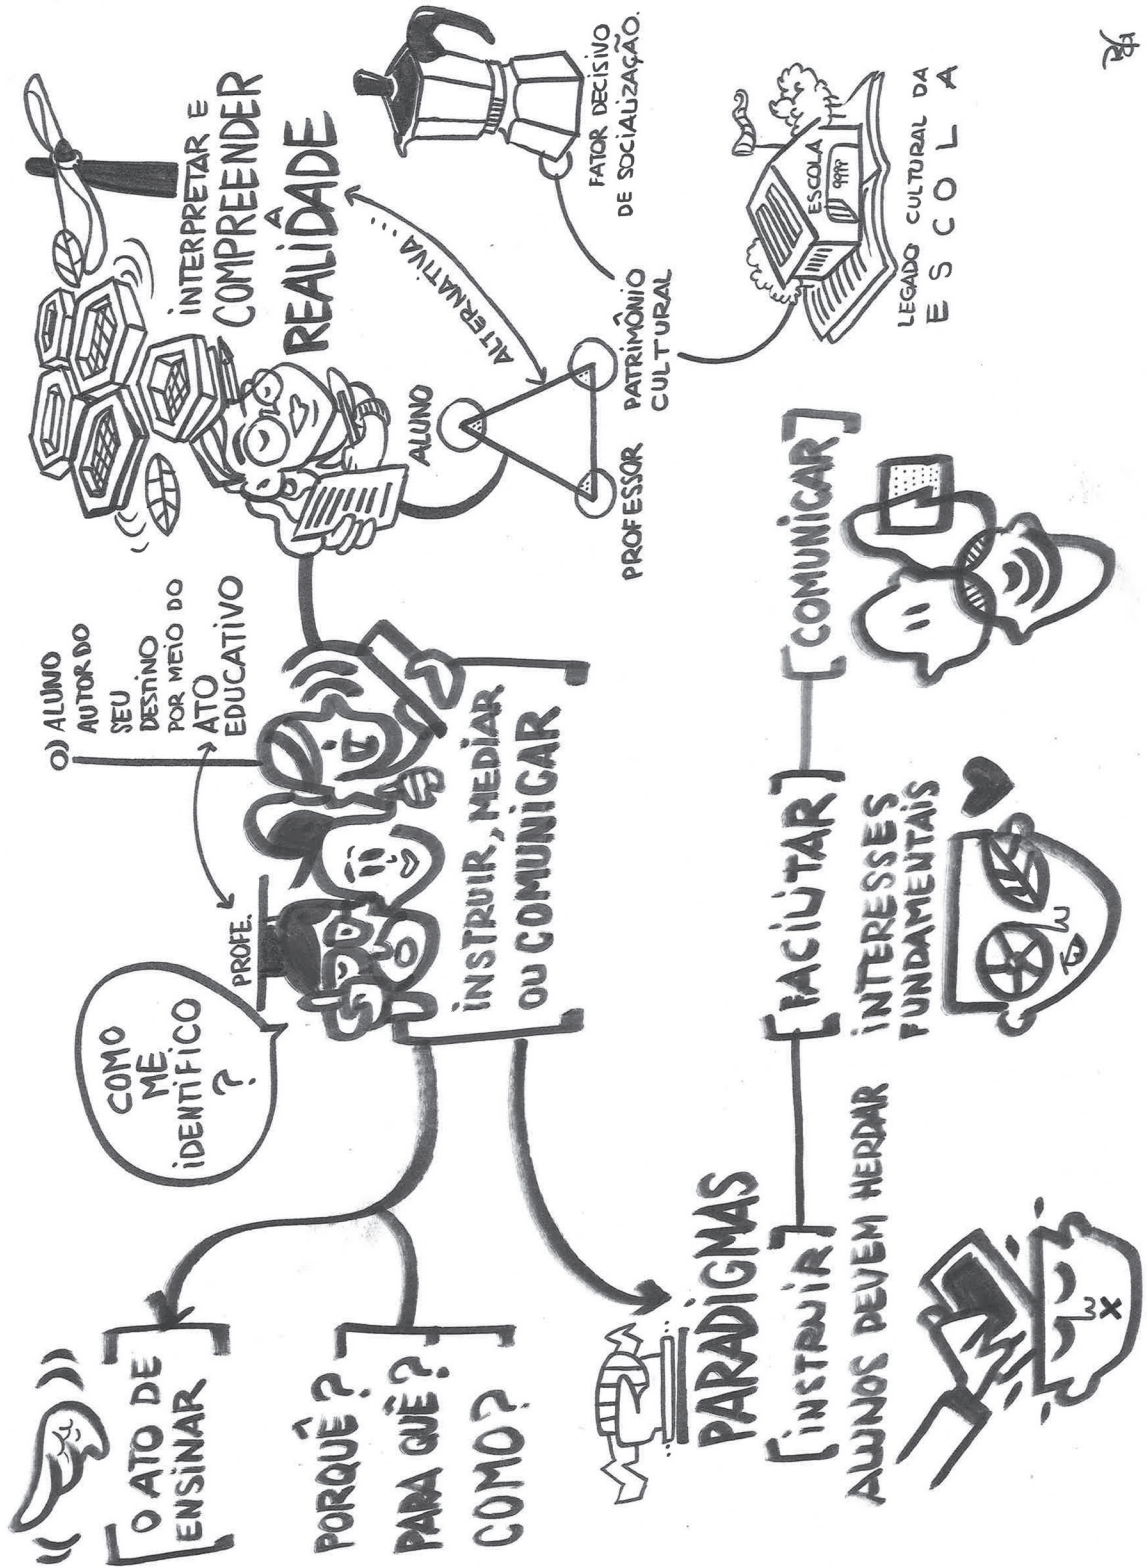 O ATO DE
ENSINAR
PORQUÊ?
PARA QUÊ?
COMO?
COMO
ME
IDENTIFICO
?
PROFE.
O) ALUNO
AUTOR DO
SEU
DESTINO
POR MEIO DO
ATO
EDUCATIVO
INSTRUIR, MEDIAR
OU COMUNICAR
INTERPRETAR E
COMPREENDER
A
REALIDADE
ALUNO
ALTERNATIVA...
PROFESSOR
PATRIMÔNIO
CULTURAL
FATOR DECISIVO
DE SOCIALIZAÇÃO.
ESCOLA
LEGADO CULTURAL DA
ESCOLA
PARADIGMAS
[INSTRUIR]
ALUNOS DEVEM HERDAR
[FACILITAR]
INTERESSES
FUNDAMENTAIS
[COMUNICAR]